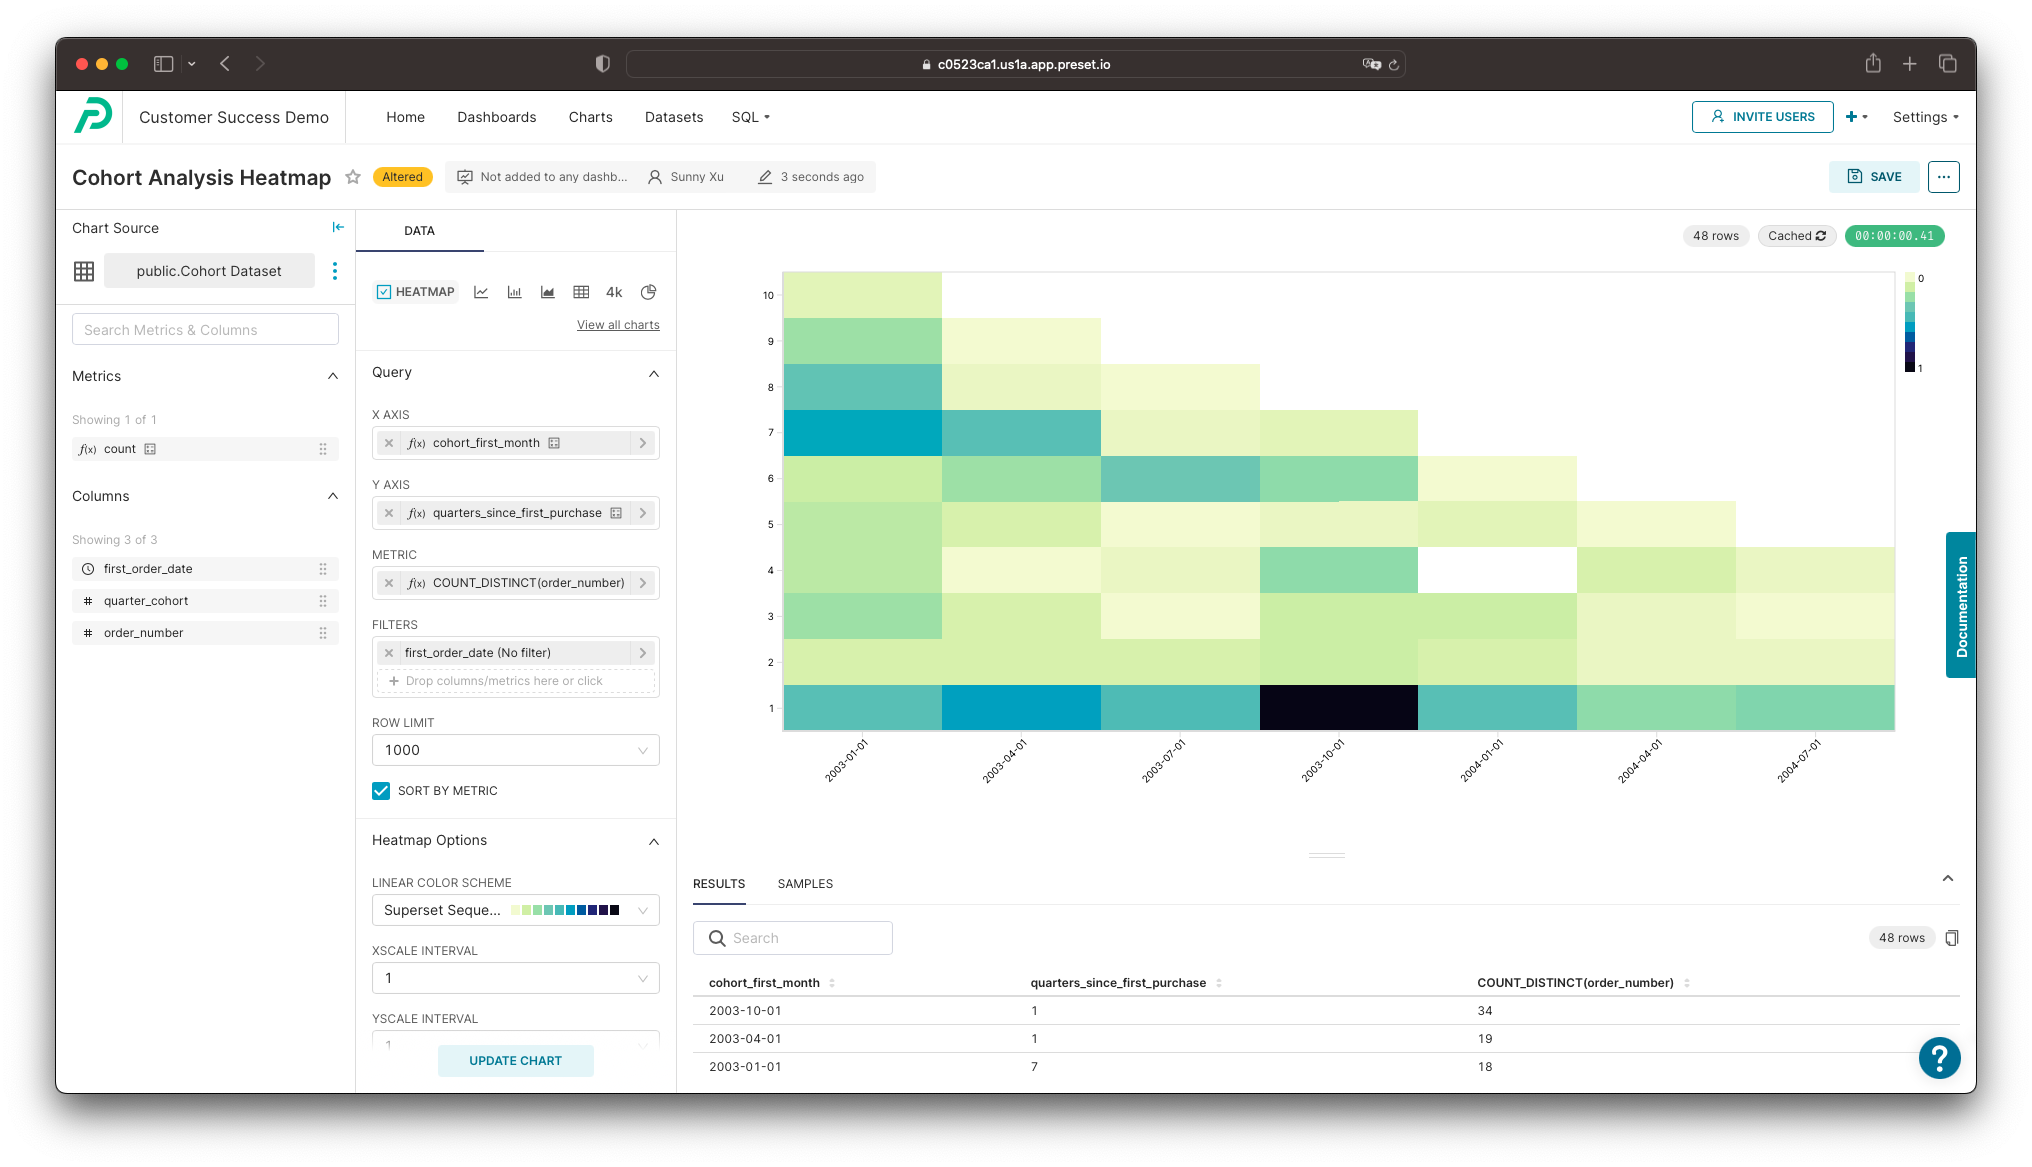 c0523ca1.us1a.app.preset.io
Customer Success Demo
Home Dashboards Charts Datasets SQL
INVITE USERS
Settings
Cohort Analysis Heatmap
Altered
Not added to any dashb...
Sunny Xu
3 seconds ago
SAVE
...
Chart Source
public.Cohort Dataset
Search Metrics & Columns
Metrics
Showing 1 of 1
f(x) count
Columns
Showing 3 of 3
first_order_date
# quarter_cohort
# order_number
DATA
HEATMAP
4k
View all charts
Query
X AXIS
f(x) cohort_first_month
Y AXIS
f(x) quarters_since_first_purchase
METRIC
f(x) COUNT_DISTINCT(order_number)
FILTERS
first_order_date (No filter)
+ Drop columns/metrics here or click
ROW LIMIT
1000
SORT BY METRIC
Heatmap Options
LINEAR COLOR SCHEME
Superset Seque...
XSCALE INTERVAL
1
YSCALE INTERVAL
1
UPDATE CHART
48 rows
Cached
00:00:00.41
10
9
8
7
6
5
4
3
2
1
2003-01-01
2003-04-01
2003-07-01
2003-10-01
2004-01-01
2004-04-01
2004-07-01
0
1
Documentation
RESULTS SAMPLES
Search
48 rows
cohort_first_month quarters_since_first_purchase COUNT_DISTINCT(order_number)
2003-10-01 1 34
2003-04-01 1 19
2003-01-01 7 18
?